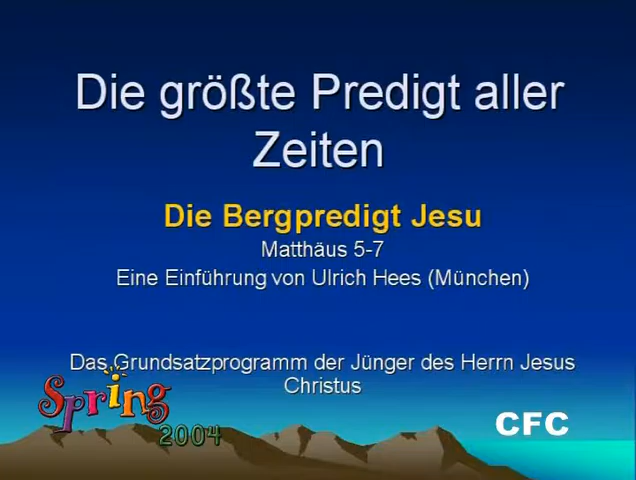 Die größte Predigt aller
Zeiten
Die Bergpredigt Jesu
Matthäus 5-7
Eine Einführung von Ulrich Hees (München)
Das Grundsatzprogramm der Jünger des Herrn Jesus
Christus
Spring
2004
CFC